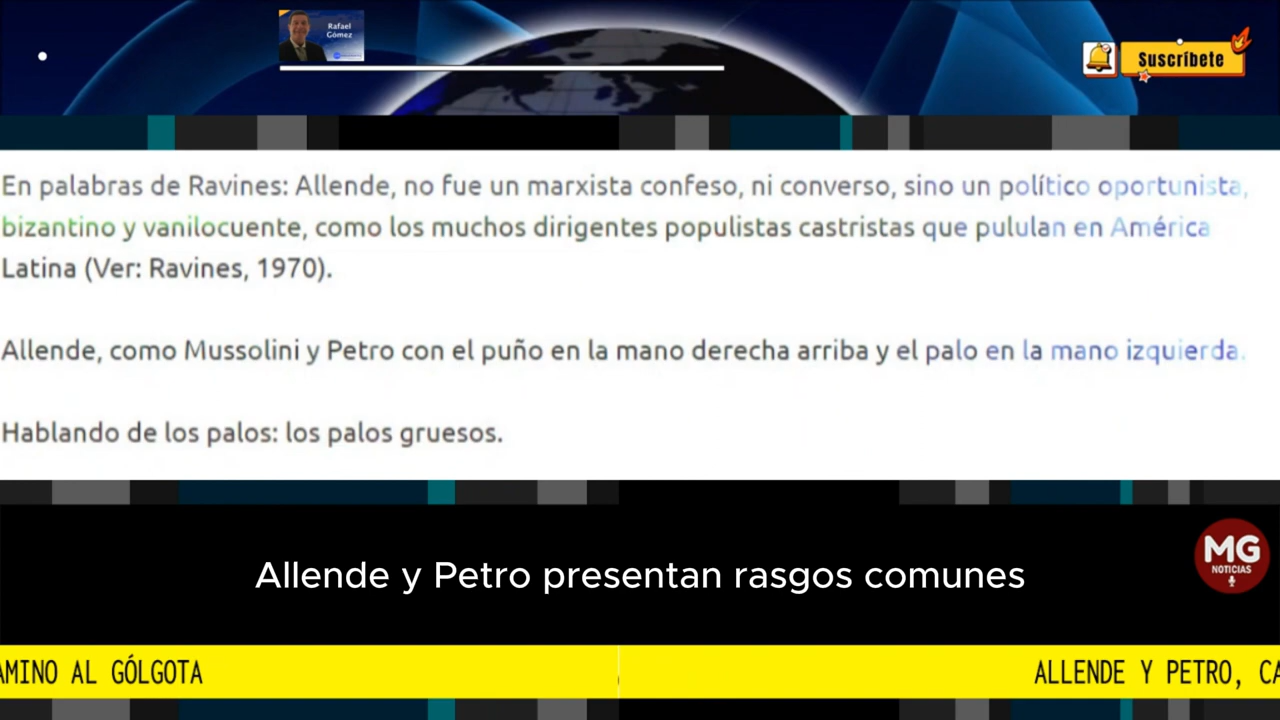 Rafael
Gómez
Suscríbete
En palabras de Ravines: Allende, no fue un marxista confeso, ni converso, sino un político oportunista,
bizantino y vanilocuente, como los muchos dirigentes populistas castristas que pululan en América
Latina (Ver: Ravines, 1970).
Allende, como Mussolini y Petro con el puño en la mano derecha arriba y el palo en la mano izquierda.
Hablando de los palos: los palos gruesos.
Allende y Petro presentan rasgos comunes
MG
NOTICIAS
AMINO AL GÓLGOTA
ALLENDE Y PETRO, CA